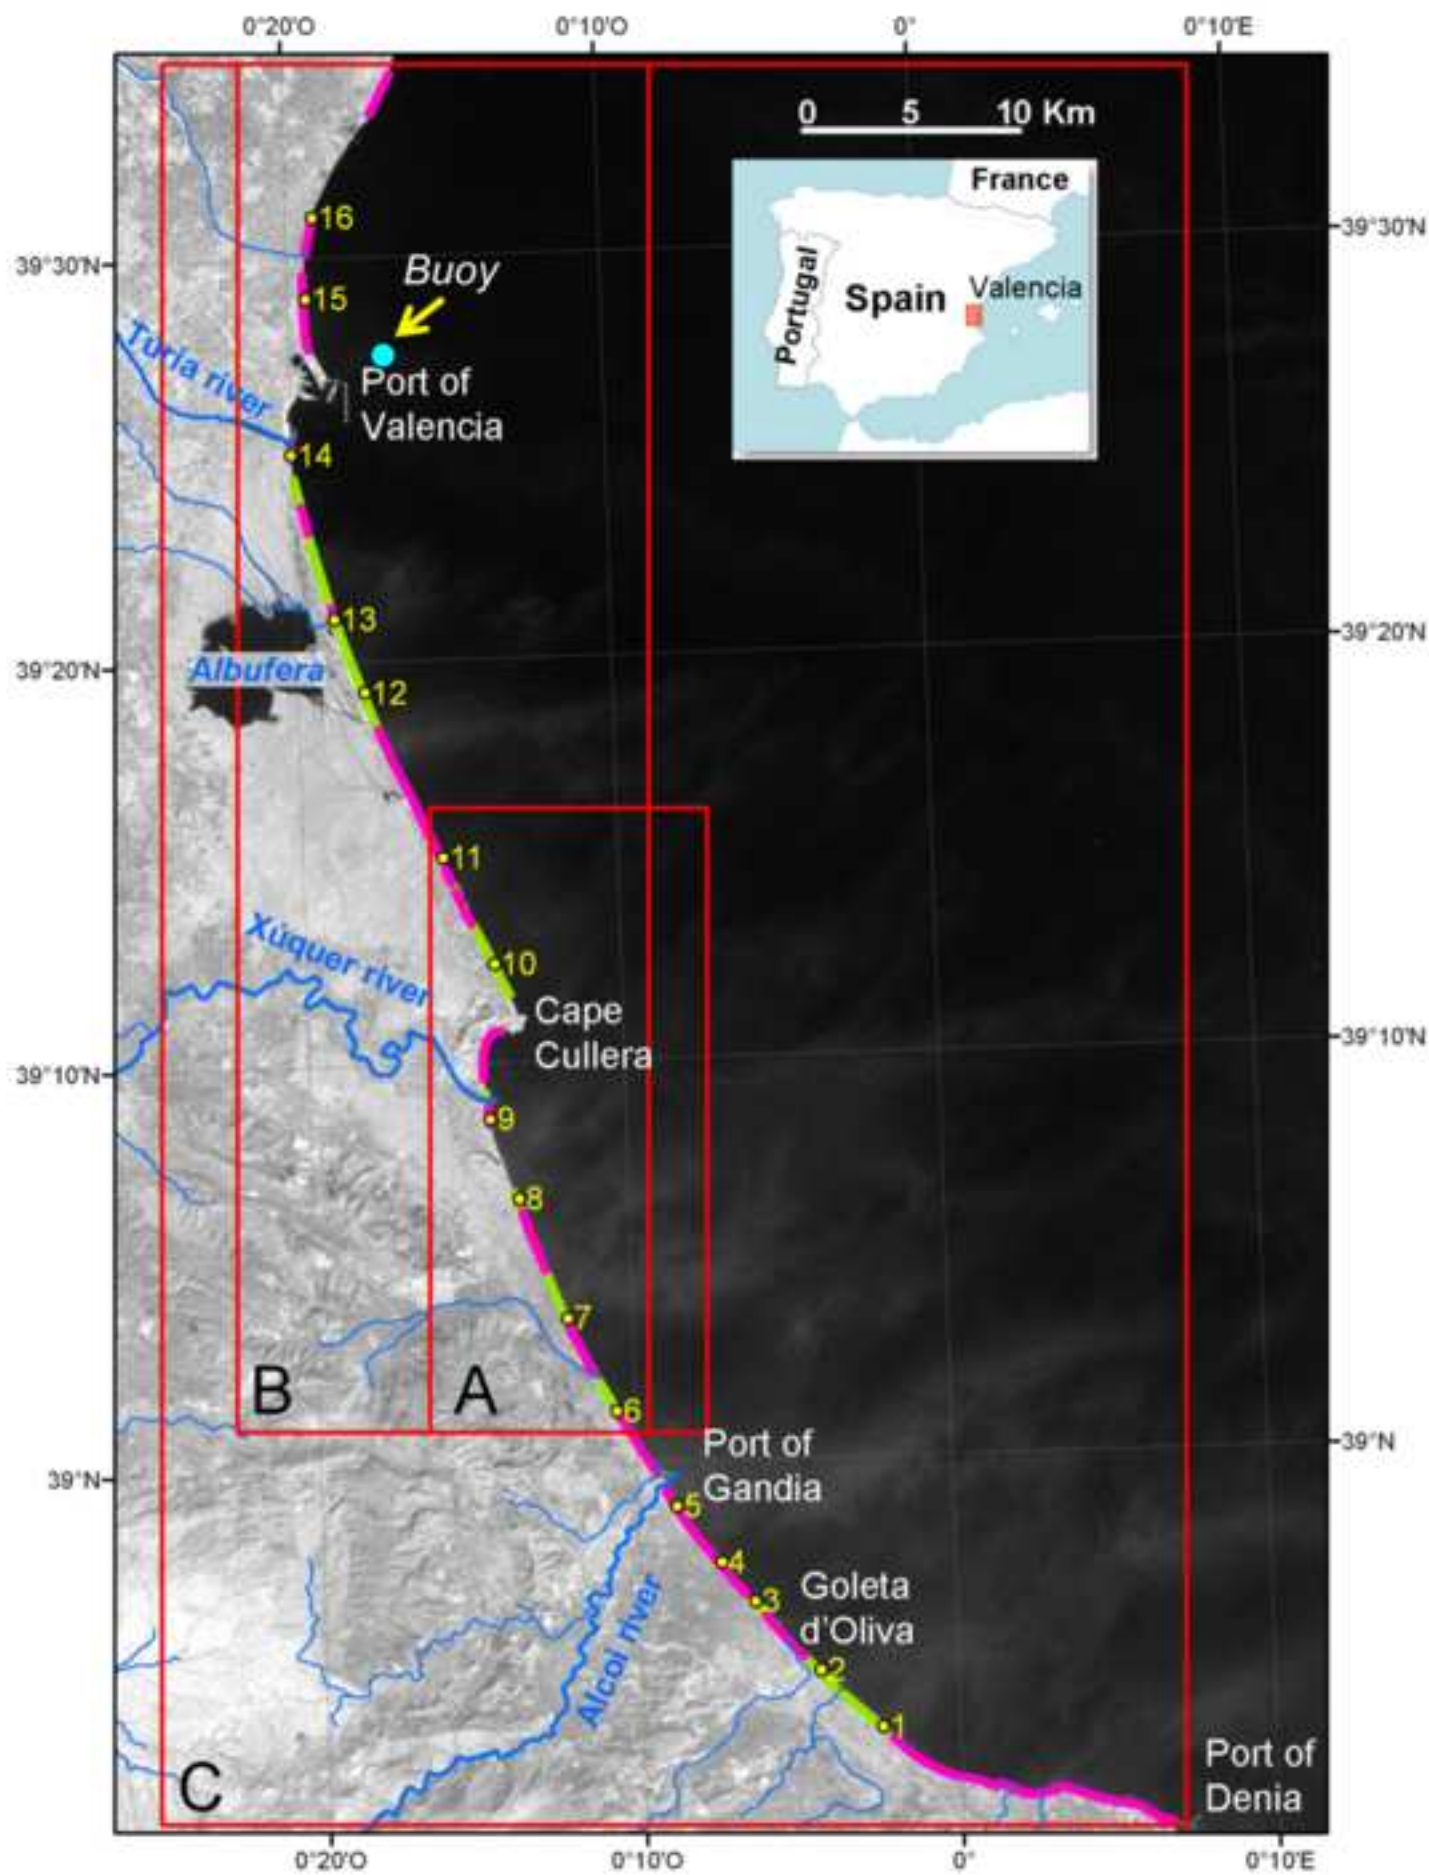 0°20'O
0°10'O
0°
0°10'E
0
5
10 Km
France
Portugal
Spain
Valencia
16
39°30'N
39°30'N
Buoy
15
Turia river
Port of
Valencia
14
13
39°20'N
39°20'N
Albufera
12
11
Xúquer river
10
Cape
Cullera
39°10'N
39°10'N
9
8
7
B
A
6
Port of
Gandia
39°N
39°N
5
4
3
Goleta
d'Oliva
Alcoi river
2
1
Port of
Denia
C
0°20'O
0°10'O
0°
0°10'E